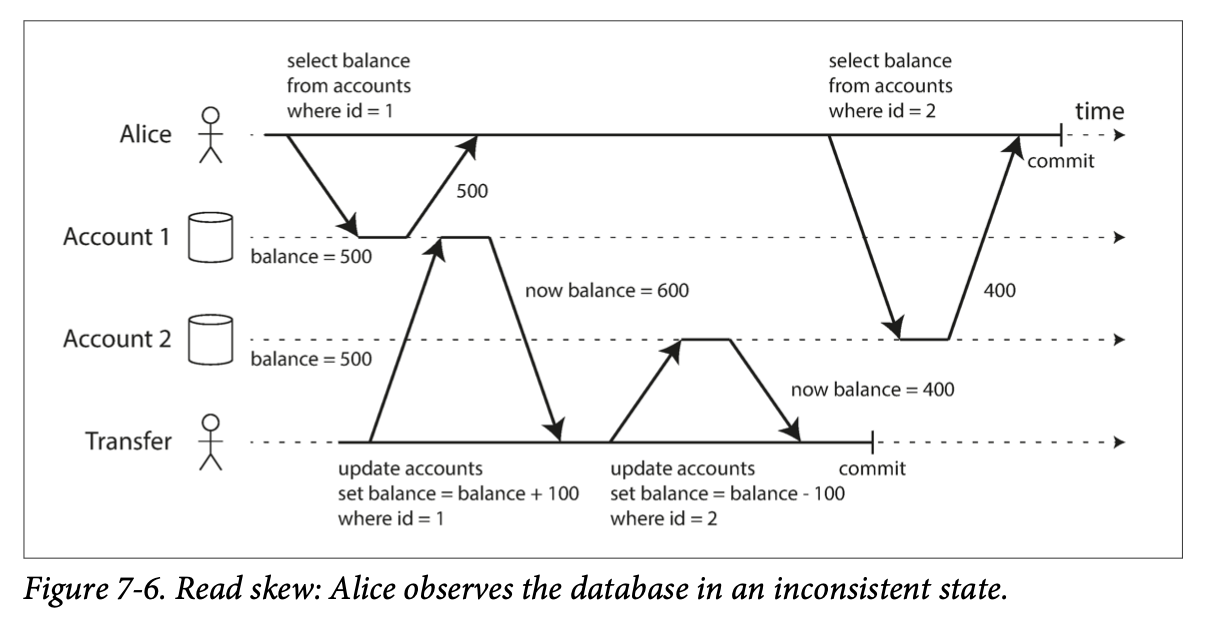 select balance
from accounts
where id = 1
select balance
from accounts
where id = 2
time
Alice
commit
500
Account 1
balance = 500
now balance = 600
400
Account 2
balance = 500
now balance = 400
Transfer
update accounts
set balance = balance + 100
where id = 1
update accounts
set balance = balance - 100
where id = 2
commit
Figure 7-6. Read skew: Alice observes the database in an inconsistent state.